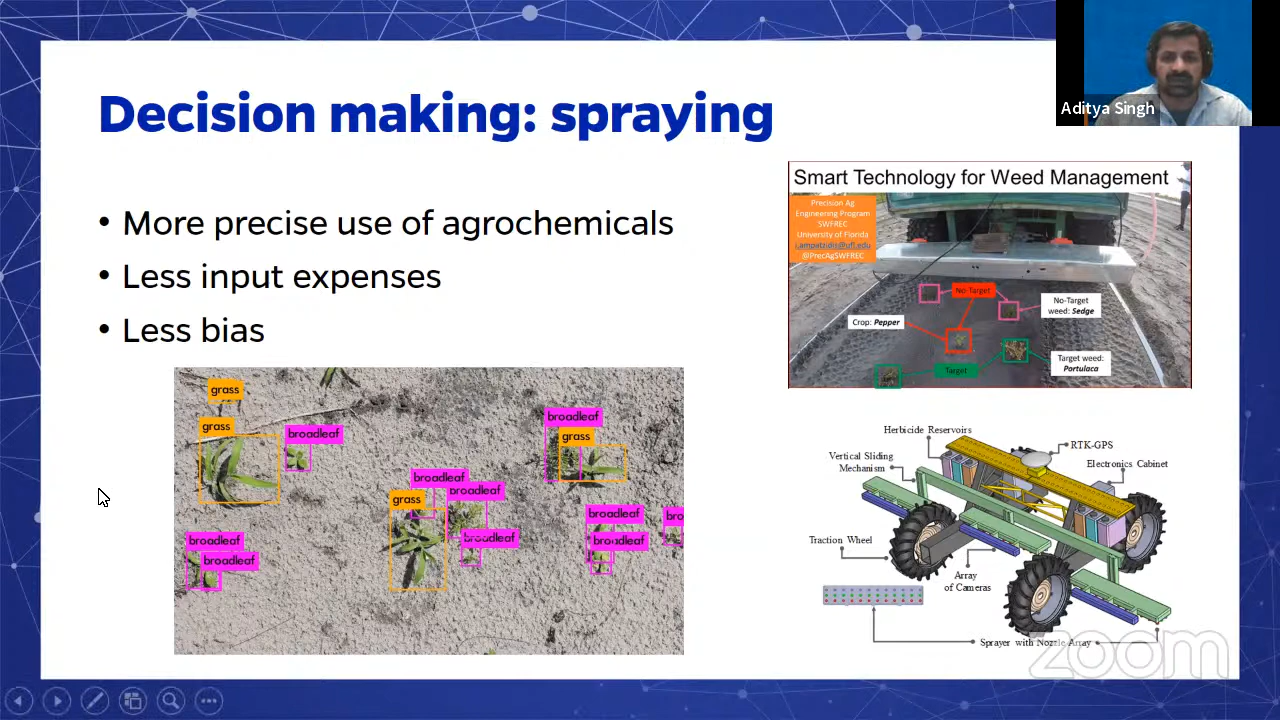 Aditya Singh
Decision making: spraying
• More precise use of agrochemicals
• Less input expenses
• Less bias
Smart Technology for Weed Management
Precision Ag
Engineering Program
SWFREC
University of Florida
i.ampatzidis@ufl.edu
@PrecAgSWFREC
No-Target
No-Target
weed: Sedge
Crop: Pepper
Target weed:
Portulaca
Target
grass
grass
broadleaf
broadleaf
grass
broadleaf
broadleaf
grass
broadleaf
broadleaf
bro
broadleaf
broadleaf
broadleaf
broadleaf
Herbicide Reservoirs
RTK-GPS
Vertical Sliding
Mechanism
Electronics Cabinet
Traction Wheel
Array
of Cameras
Sprayer with Nozzle Array
zoom